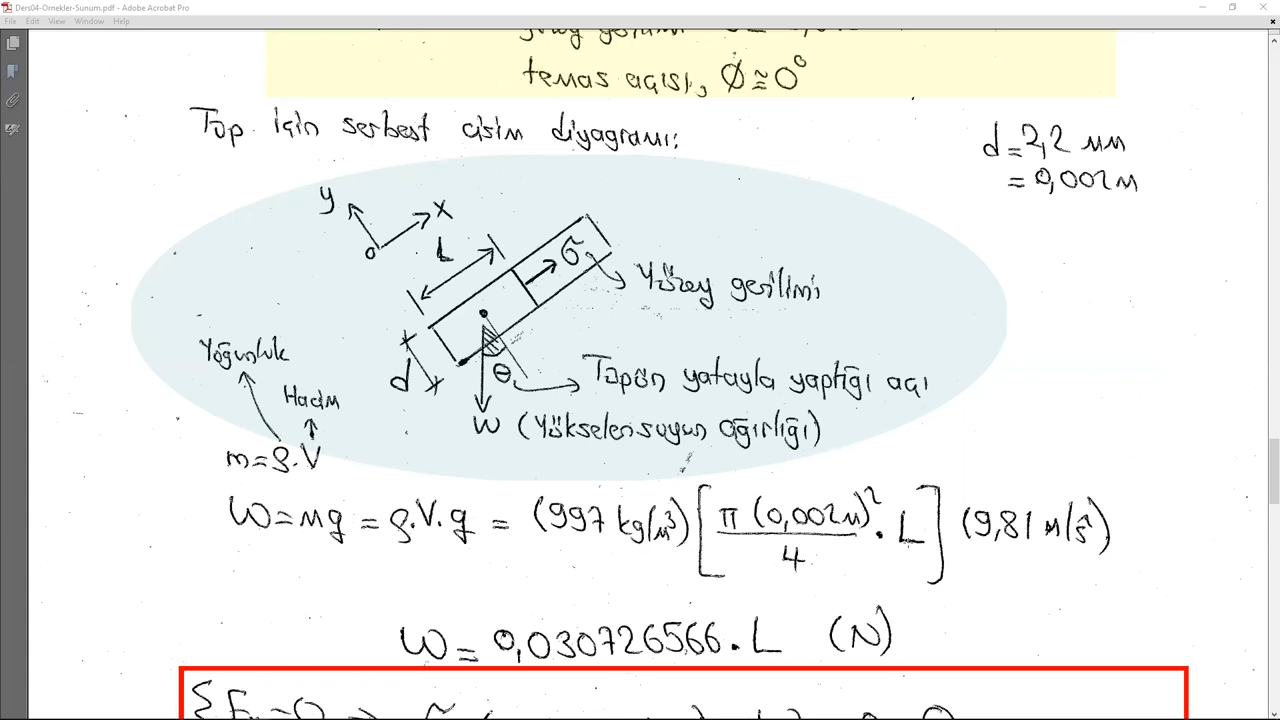 Ders04-Ornekler-Sunum.pdf - Adobe Acrobat Pro
File Edit View Window Help
temas açısı, Ø≅0°
Tüp için serbest cisim diyagramı:
d=2,2 mm
=0,002 m
y
x
o
L
σ
Yüzey gerilimi
Yoğunluk
Hacim
d
θ
Tüpün yatayla yaptığı açı
W (Yükselen suyun ağırlığı)
m=ρ.V
W=mg=ρ.V.g = (997 kg/m³) [π (0,002m)²/4 . L] (9,81 m/s²)
W=0,030726566.L (N)